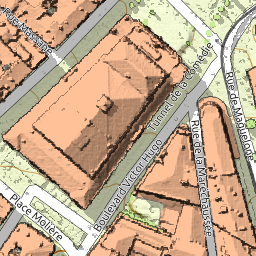 Tunnel de la Comédie
Rue de Maguelone
Boulevard Victor Hugo
Rue de la Maréchaussée
Place Molière